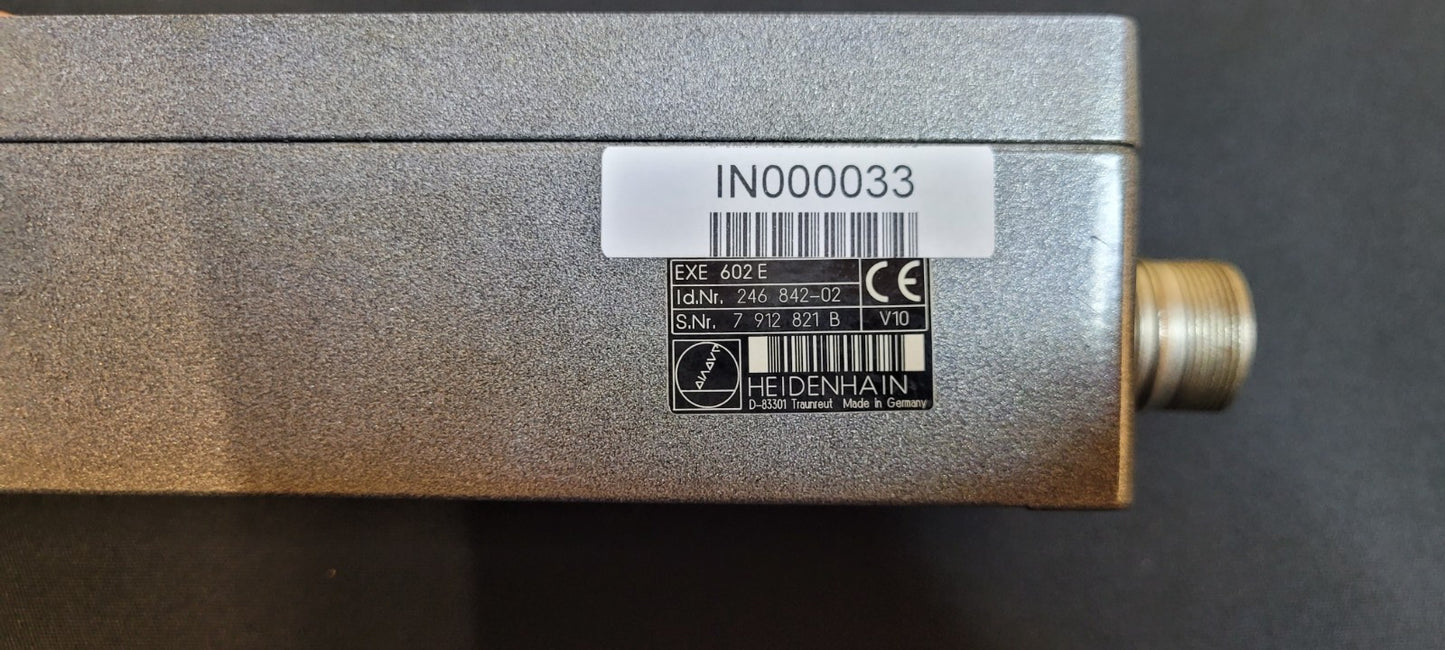 IN000033
EXE 602 E
CE
Id.Nr. 246 842-02
S.Nr. 7 912 821 B
V10
HEIDENHAIN
D-83301 Traunreut Made in Germany